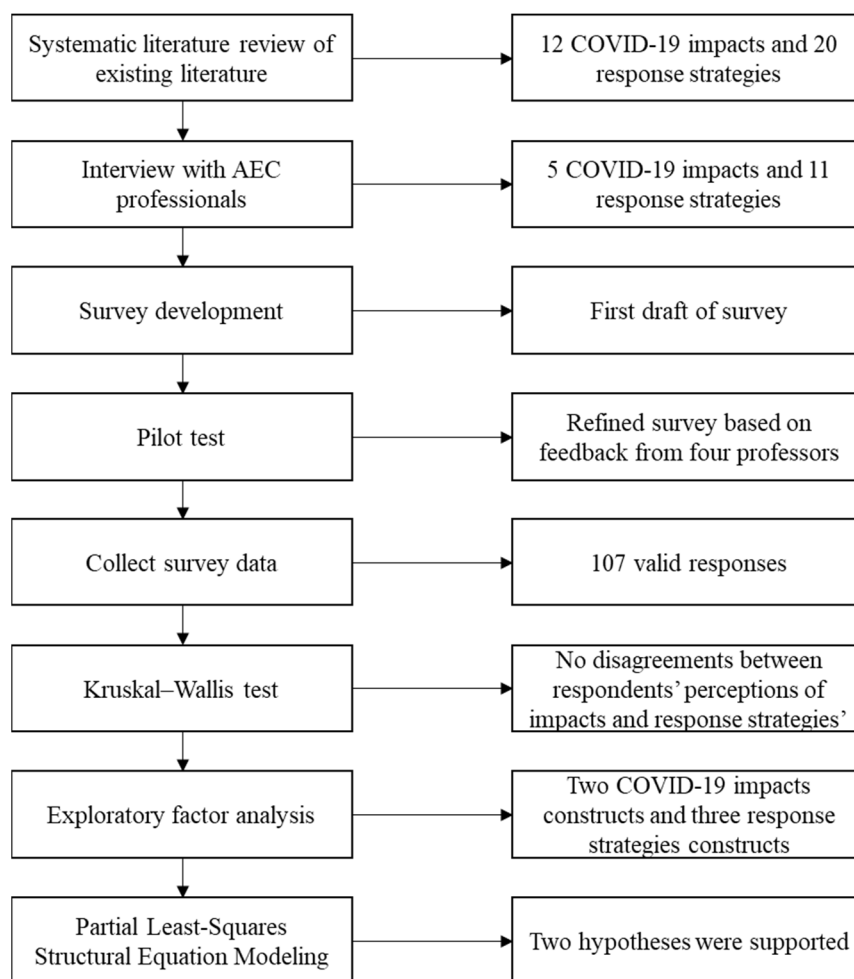 Systematic literature review of
existing literature
12 COVID-19 impacts and 20
response strategies
Interview with AEC
professionals
5 COVID-19 impacts and 11
response strategies
Survey development
First draft of survey
Pilot test
Refined survey based on
feedback from four professors
Collect survey data
107 valid responses
Kruskal–Wallis test
No disagreements between
respondents’ perceptions of
impacts and response strategies’
Exploratory factor analysis
Two COVID-19 impacts
constructs and three response
strategies constructs
Partial Least-Squares
Structural Equation Modeling
Two hypotheses were supported